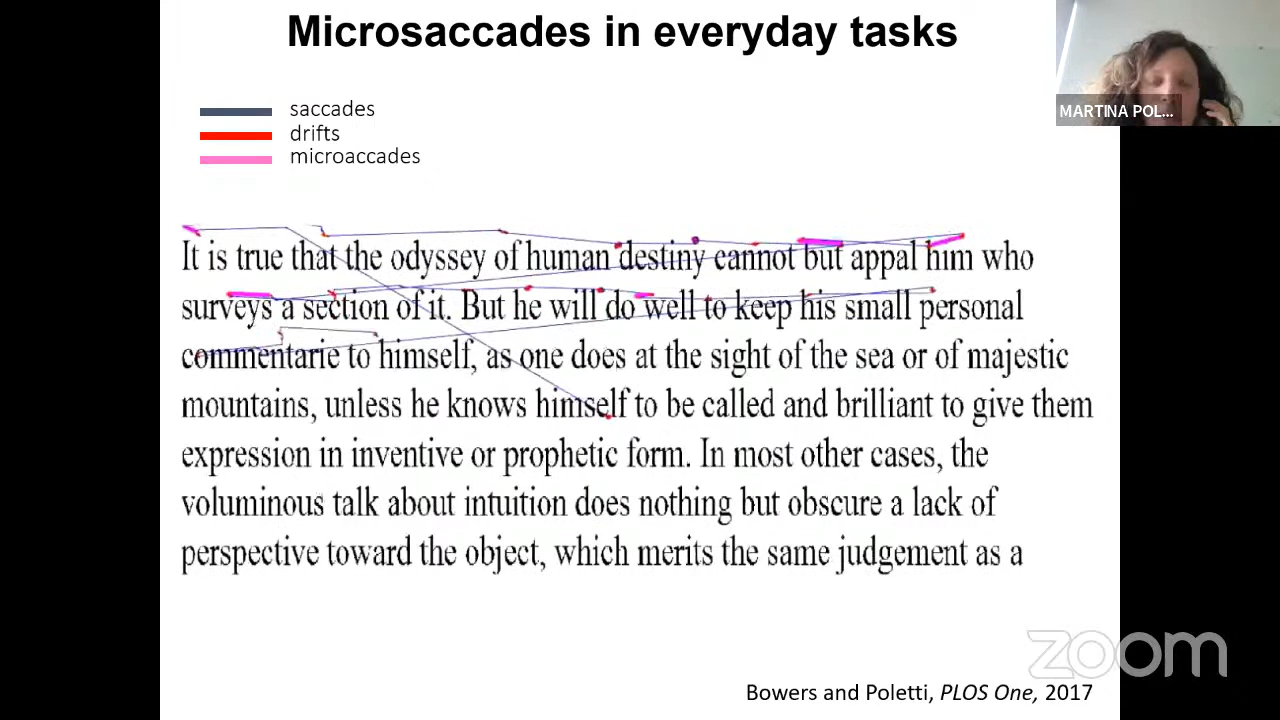 Microsaccades in everyday tasks
MARTINA POL...
saccades
drifts
microaccades
It is true that the odyssey of human destiny cannot but appal him who
surveys a section of it. But he will do well to keep his small personal
commentarie to himself, as one does at the sight of the sea or of majestic
mountains, unless he knows himself to be called and brilliant to give them
expression in inventive or prophetic form. In most other cases, the
voluminous talk about intuition does nothing but obscure a lack of
perspective toward the object, which merits the same judgement as a
zoom
Bowers and Poletti, PLOS One, 2017